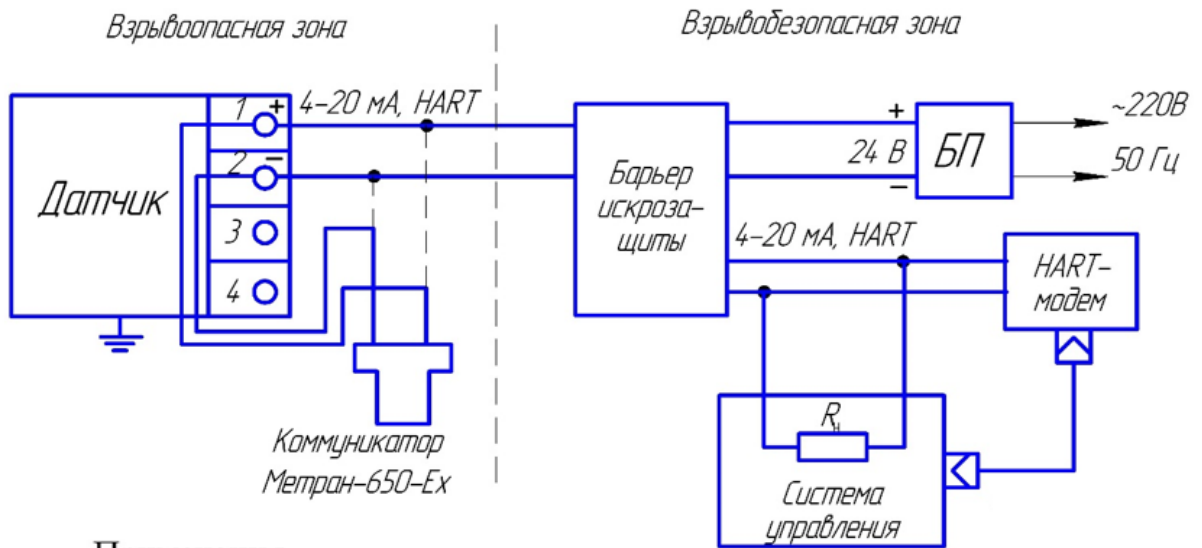 Взрывоопасная зона
Взрывобезопасная зона
1 +
4-20 мА, HART
2 −
3
4
Датчик
Барьер
искроза-
щиты
+
24 В
−
БП
~220В
50 Гц
4-20 мА, HART
HART-
модем
Rн
Система
управления
Коммуникатор
Метран-650-Ех